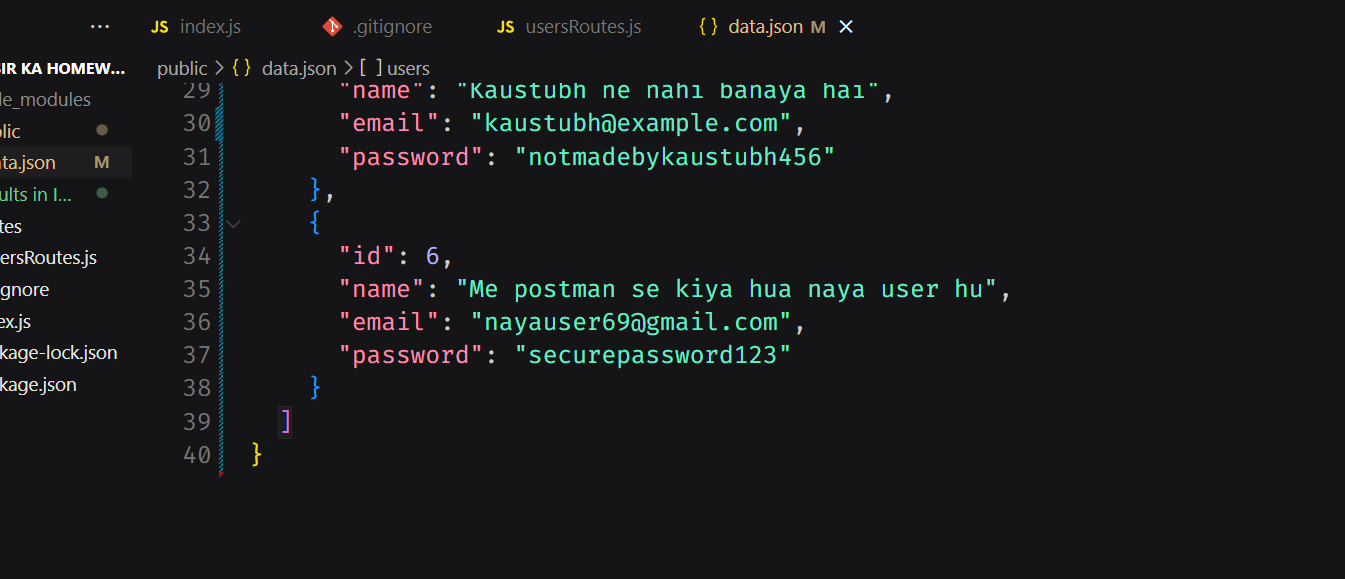 ... JS index.js .gitignore JS usersRoutes.js {} data.json M ×
SIR KA HOMEW... public > {} data.json > [ ] users
de_modules
lic
ta.json M
ults in I...
tes
ersRoutes.js
gnore
ex.js
kage-lock.json
kage.json
29 "name": "Kaustubh ne nahi banaya hai",
30 "email": "kaustubh@example.com",
31 "password": "notmadebykaustubh456"
32 },
33 {
34 "id": 6,
35 "name": "Me postman se kiya hua naya user hu",
36 "email": "nayauser69@gmail.com",
37 "password": "securepassword123"
38 }
39 ]
40 }